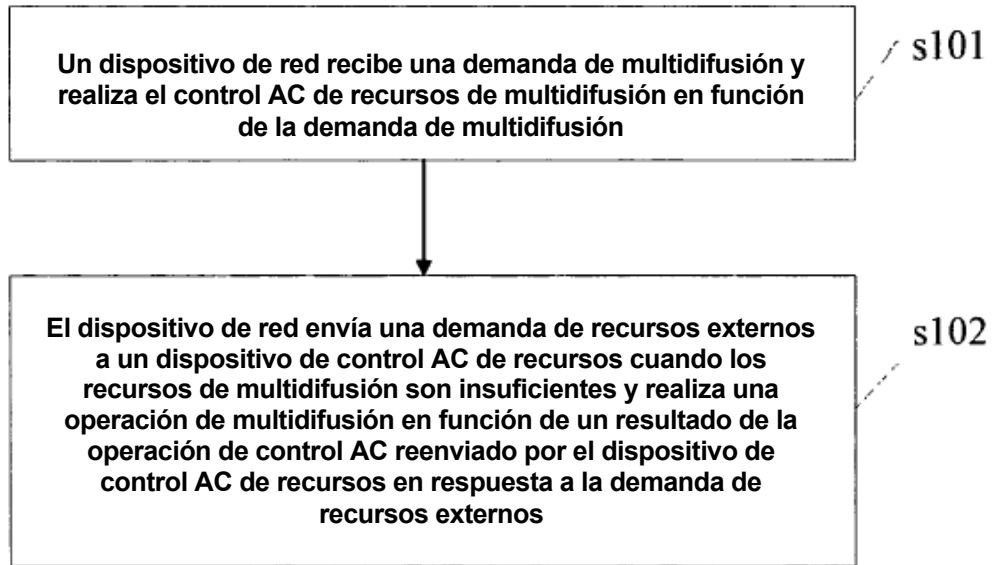 Un dispositivo de red recibe una demanda de multidifusión y
realiza el control AC de recursos de multidifusión en función
de la demanda de multidifusión
s101
El dispositivo de red envía una demanda de recursos externos
a un dispositivo de control AC de recursos cuando los
recursos de multidifusión son insuficientes y realiza una
operación de multidifusión en función de un resultado de la
operación de control AC reenviado por el dispositivo de
control AC de recursos en respuesta a la demanda de
recursos externos
s102